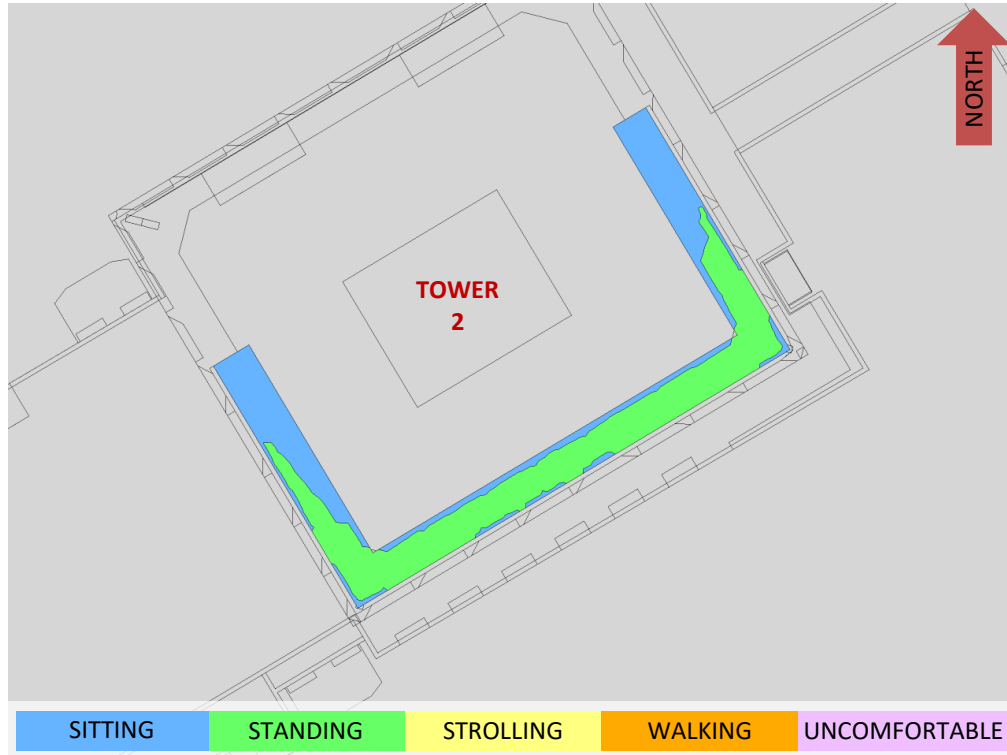 NORTH
TOWER
2
SITTING
STANDING
STROLLING
WALKING
UNCOMFORTABLE